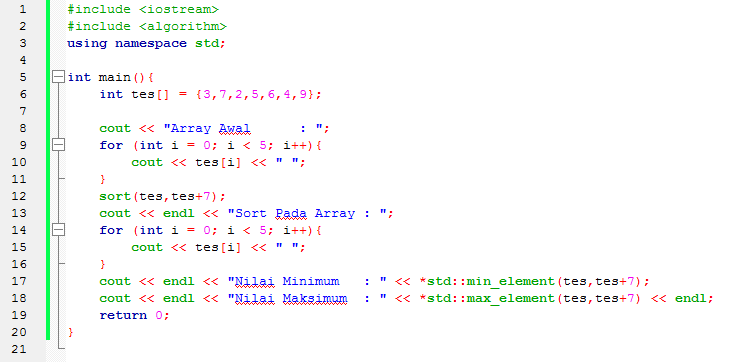 1 #include <iostream>
2 #include <algorithm>
3 using namespace std;
4
5 int main(){
6 int tes[] = {3,7,2,5,6,4,9};
7
8 cout << "Array Awal       : ";
9 for (int i = 0; i < 5; i++){
10 cout << tes[i] << " ";
11 }
12 sort(tes,tes+7);
13 cout << endl << "Sort Pada Array : ";
14 for (int i = 0; i < 5; i++){
15 cout << tes[i] << " ";
16 }
17 cout << endl << "Nilai Minimum   : " << *std::min_element(tes,tes+7);
18 cout << endl << "Nilai Maksimum  : " << *std::max_element(tes,tes+7) << endl;
19 return 0;
20 }
21